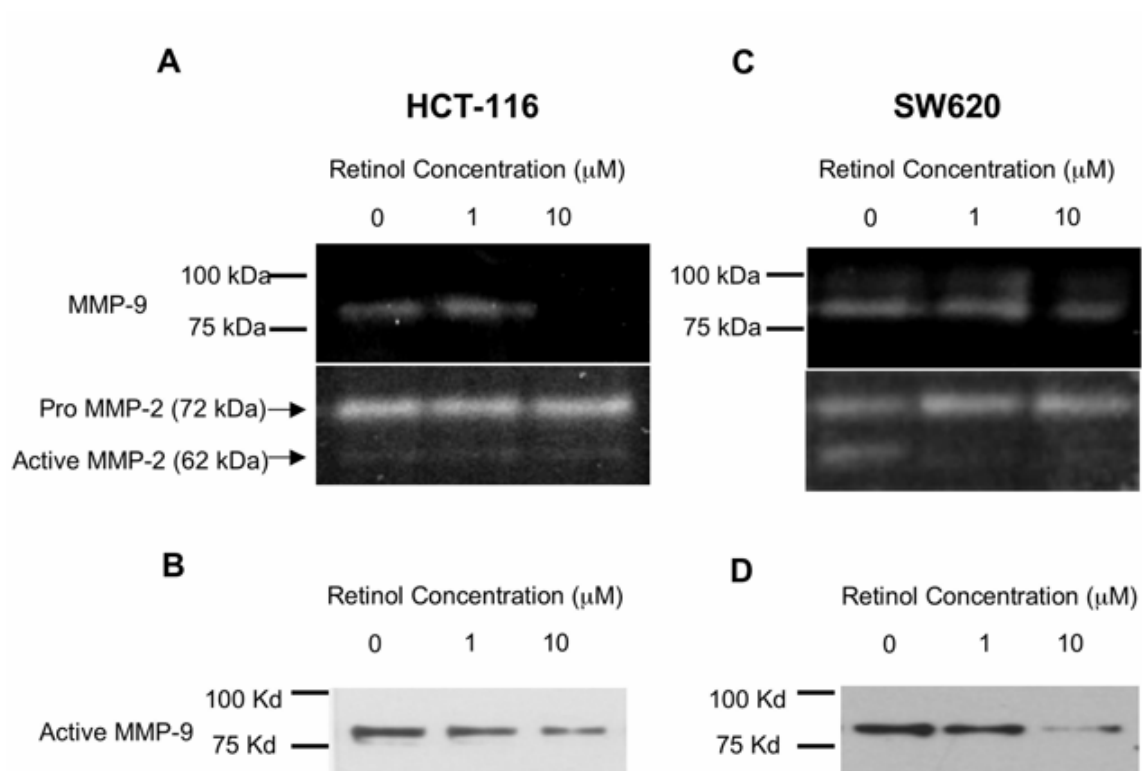 A
HCT-116
Retinol Concentration (μM)
0 1 10
MMP-9
100 kDa
75 kDa
Pro MMP-2 (72 kDa)
Active MMP-2 (62 kDa)
C
SW620
Retinol Concentration (μM)
0 1 10
100 kDa
75 kDa
B
Retinol Concentration (μM)
0 1 10
Active MMP-9
100 Kd
75 Kd
D
Retinol Concentration (μM)
0 1 10
100 Kd
75 Kd